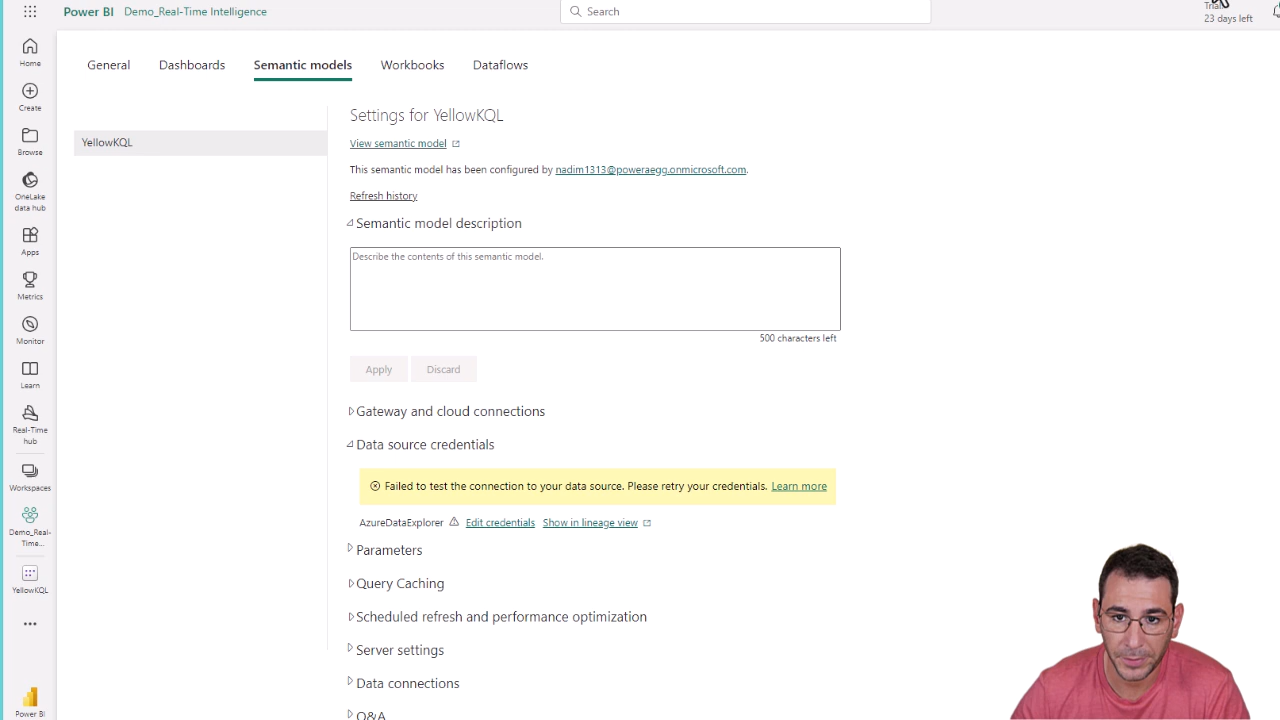 Power BI
Demo_Real-Time Intelligence
Search
Trial:
23 days left
Home
Create
Browse
OneLake
data hub
Apps
Metrics
Monitor
Learn
Real-Time
hub
Workspaces
Demo_Real-
Time...
YellowKQL
Power BI
General
Dashboards
Semantic models
Workbooks
Dataflows
YellowKQL
Settings for YellowKQL
View semantic model
This semantic model has been configured by nadim1313@poweraegg.onmicrosoft.com.
Refresh history
Semantic model description
Describe the contents of this semantic model.
500 characters left
Apply
Discard
Gateway and cloud connections
Data source credentials
Failed to test the connection to your data source. Please retry your credentials. Learn more
AzureDataExplorer Edit credentials Show in lineage view
Parameters
Query Caching
Scheduled refresh and performance optimization
Server settings
Data connections
Q&A